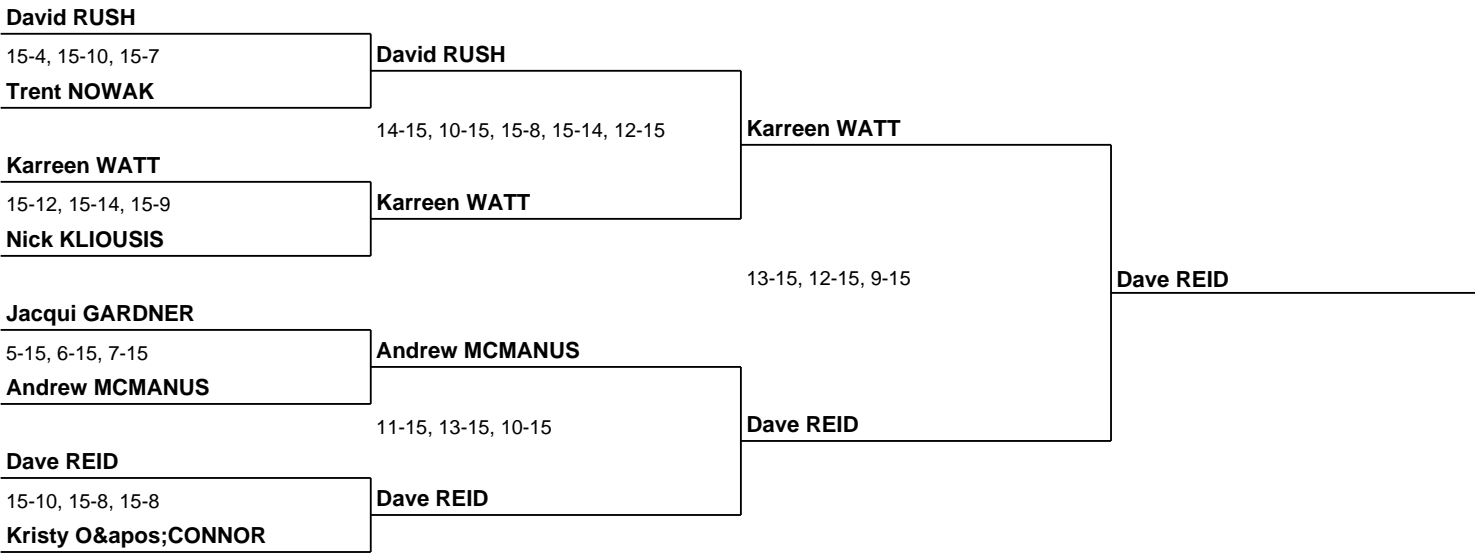 David RUSH
15-4, 15-10, 15-7
David RUSH
Trent NOWAK
14-15, 10-15, 15-8, 15-14, 12-15
Karreen WATT
Karreen WATT
15-12, 15-14, 15-9
Karreen WATT
Nick KLIOUSIS
13-15, 12-15, 9-15
Dave REID
Jacqui GARDNER
5-15, 6-15, 7-15
Andrew MCMANUS
Andrew MCMANUS
11-15, 13-15, 10-15
Dave REID
Dave REID
15-10, 15-8, 15-8
Dave REID
Kristy O&apos;CONNOR